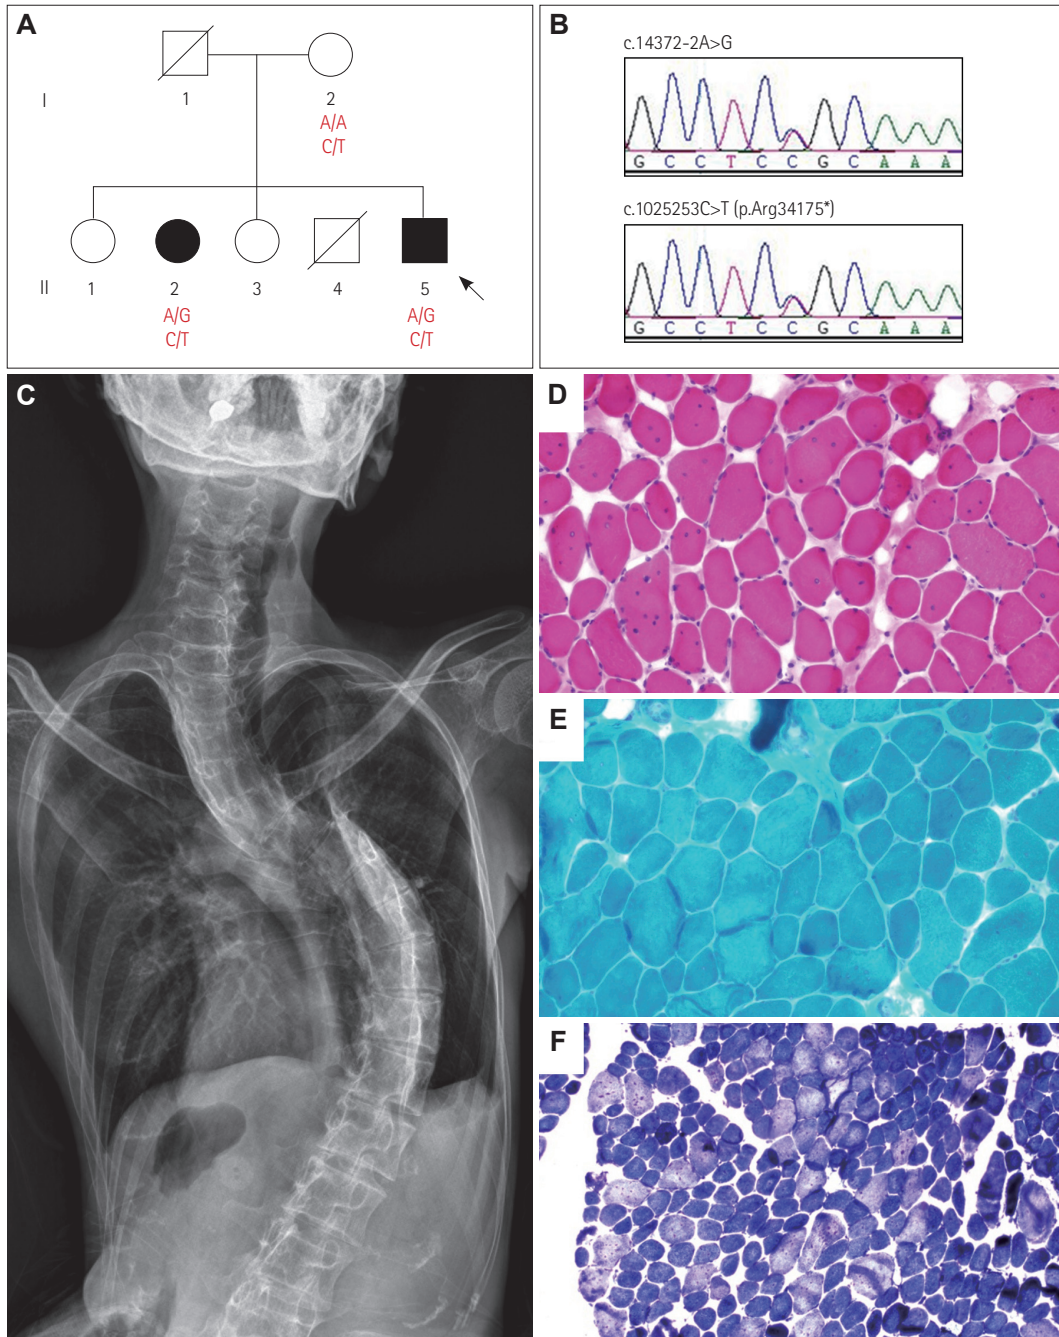 A
I
1
2
A/A
C/T
II
1
2
3
4
5
A/G
A/G
C/T
C/T
B
c.14372-2A>G
G C C T C C G C A A A
c.1025253C>T (p.Arg34175*)
G C C T C C G C A A A
C
D
E
F